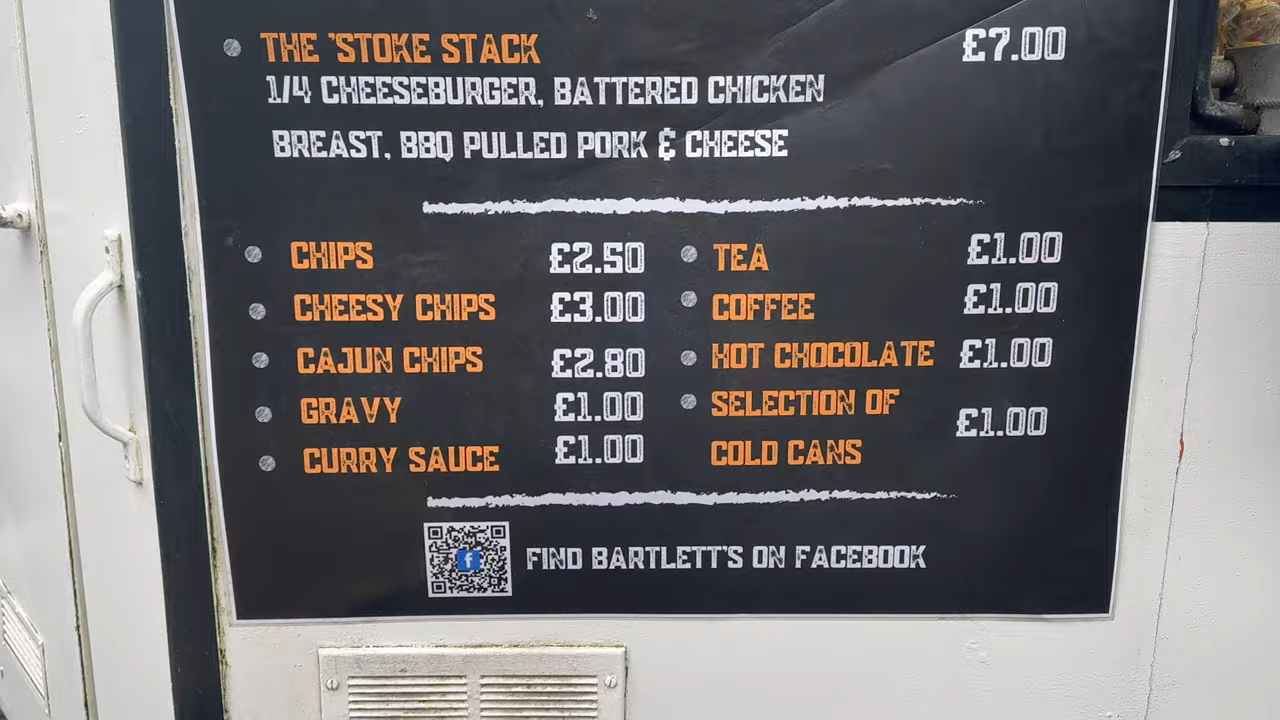 THE 'STOKE STACK £7.00
1/4 CHEESEBURGER, BATTERED CHICKEN
BREAST, BBQ PULLED PORK & CHEESE
CHIPS £2.50
CHEESY CHIPS £3.00
CAJUN CHIPS £2.80
GRAVY £1.00
CURRY SAUCE £1.00
TEA £1.00
COFFEE £1.00
HOT CHOCOLATE £1.00
SELECTION OF
COLD CANS £1.00
f
FIND BARTLETT'S ON FACEBOOK